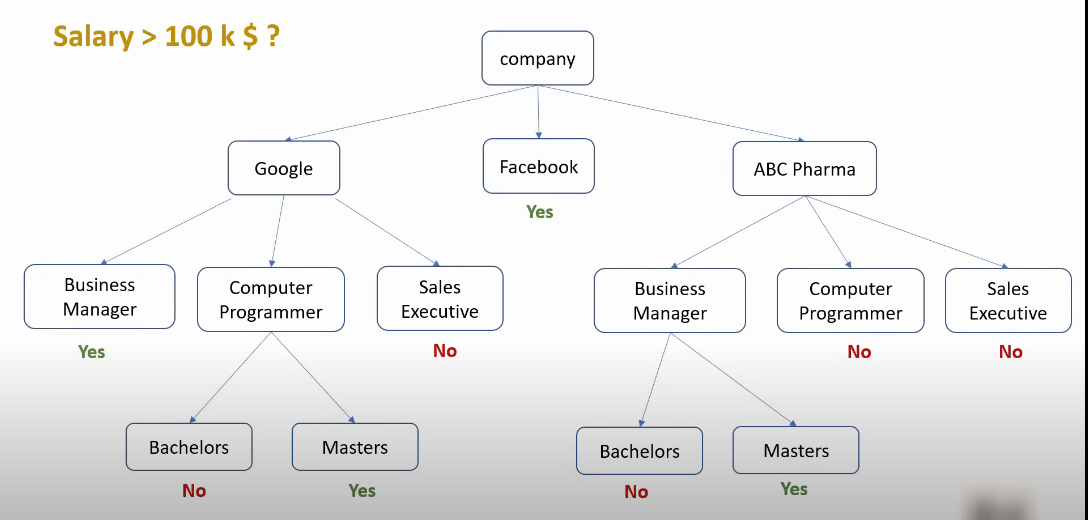 Salary > 100 k $ ?
company
Google
Facebook
ABC Pharma
Yes
Business
Manager
Computer
Programmer
Sales
Executive
Business
Manager
Computer
Programmer
Sales
Executive
Yes
No
No
No
Bachelors
Masters
Bachelors
Masters
No
Yes
No
Yes